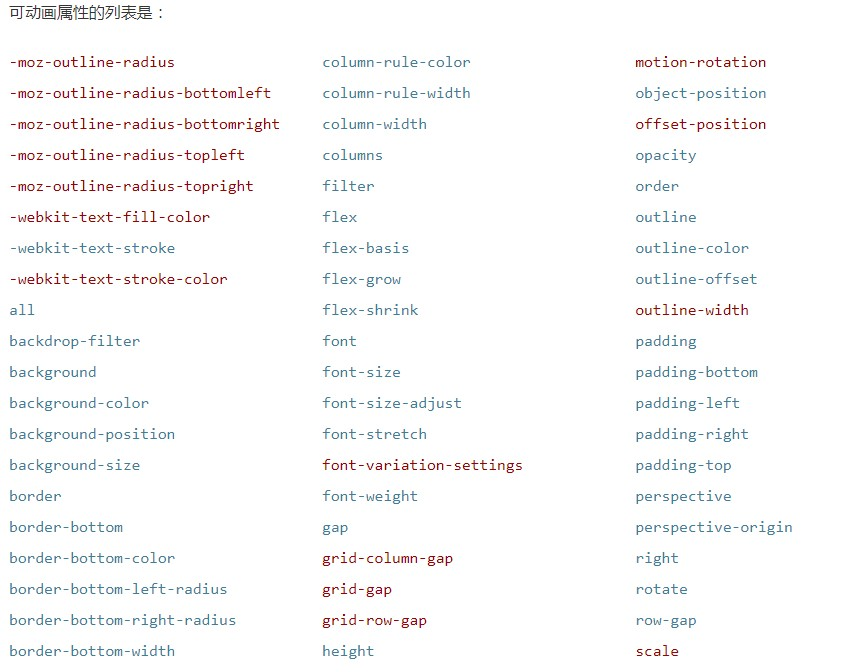 可动画属性的列表是：
-moz-outline-radius
-moz-outline-radius-bottomleft
-moz-outline-radius-bottomright
-moz-outline-radius-topleft
-moz-outline-radius-topright
-webkit-text-fill-color
-webkit-text-stroke
-webkit-text-stroke-color
all
backdrop-filter
background
background-color
background-position
background-size
border
border-bottom
border-bottom-color
border-bottom-left-radius
border-bottom-right-radius
border-bottom-width
column-rule-color
column-rule-width
column-width
columns
filter
flex
flex-basis
flex-grow
flex-shrink
font
font-size
font-size-adjust
font-stretch
font-variation-settings
font-weight
gap
grid-column-gap
grid-gap
grid-row-gap
height
motion-rotation
object-position
offset-position
opacity
order
outline
outline-color
outline-offset
outline-width
padding
padding-bottom
padding-left
padding-right
padding-top
perspective
perspective-origin
right
rotate
row-gap
scale